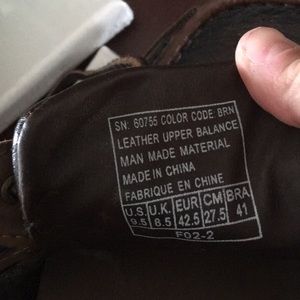 SN: 60755 COLOR CODE: BRN
LEATHER UPPER BALANCE
MAN MADE MATERIAL
MADE IN CHINA
FABRIQUE EN CHINE
U.S. U.K. EUR CM BRA
9.5 8.5 42.5 27.5 41
F02-2